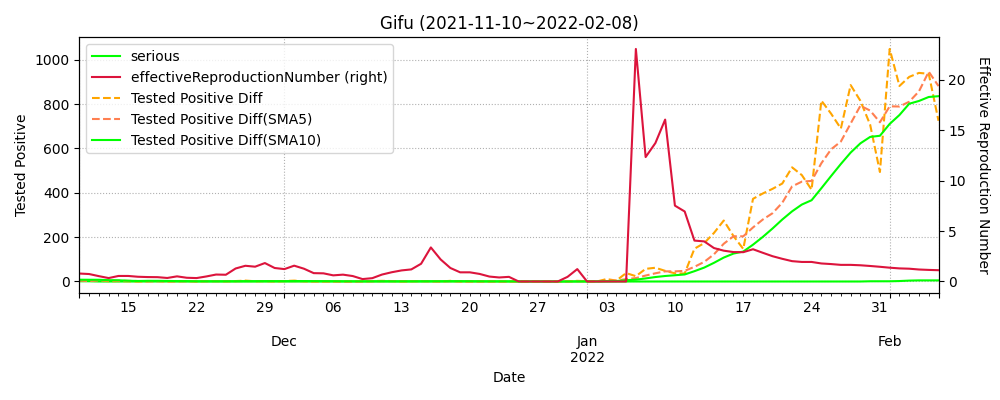 Gifu (2021-11-10~2022-02-08)
serious
effectiveReproductionNumber (right)
Tested Positive Diff
Tested Positive Diff(SMA5)
Tested Positive Diff(SMA10)
Tested Positive
1000
800
600
400
200
0
Effective Reproduction Number
20
15
10
5
0
15 22 29 06 13 20 27 03 10 17 24 31
Dec Jan Feb
2022
Date